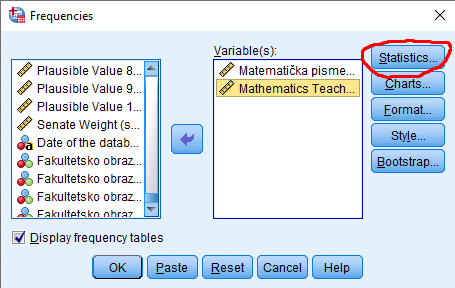 Frequencies
Variable(s):
Plausible Value 8...
Plausible Value 9...
Plausible Value 1...
Senate Weight (s...
Date of the datab...
Fakultetsko obraz...
Fakultetsko obraz...
Fakultetsko obraz...
Matematička pisme...
Mathematics Teach...
Statistics...
Charts...
Format...
Style...
Bootstrap...
Display frequency tables
OK
Paste
Reset
Cancel
Help